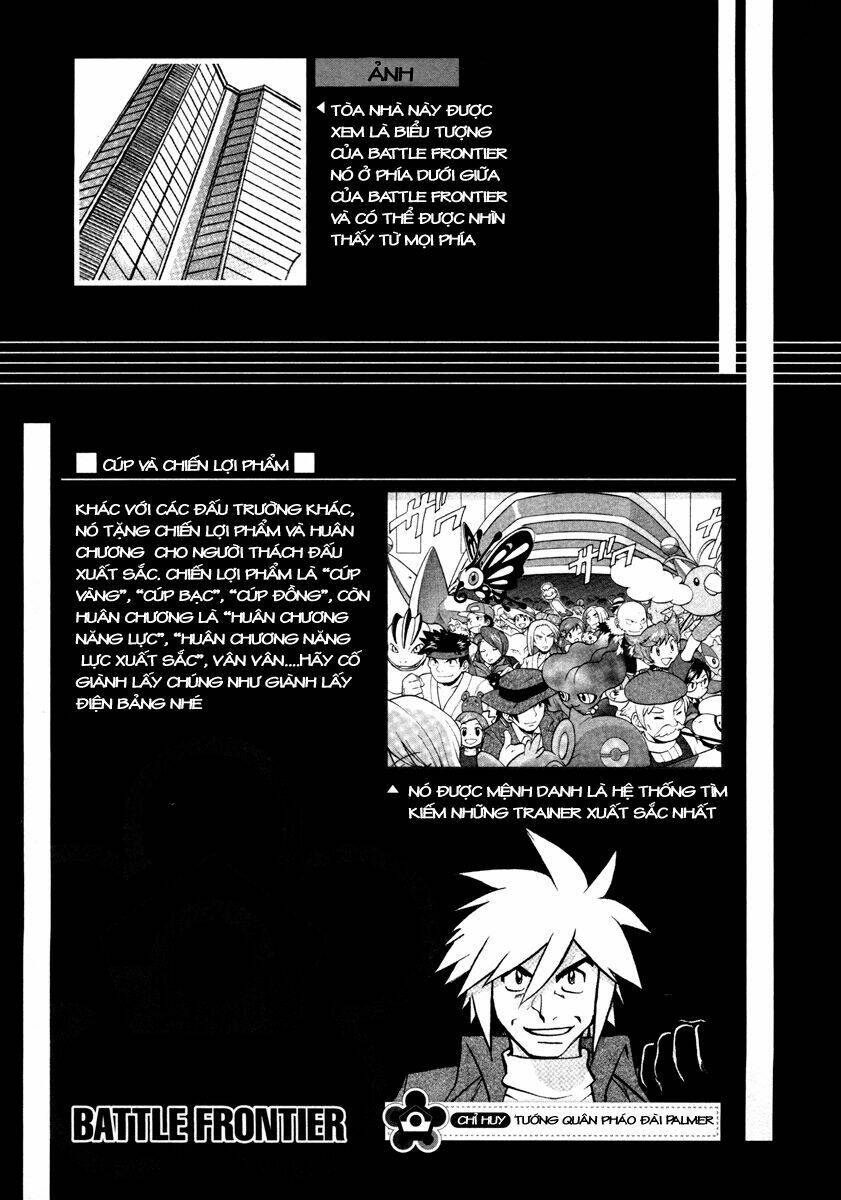 ẢNH
TÒA NHÀ NÀY ĐƯỢC
XEM LÀ BIỂU TƯỢNG
CỦA BATTLE FRONTIER
NÓ Ở PHÍA DƯỚI GIỮA
CỦA BATTLE FRONTIER
VÀ CÓ THỂ ĐƯỢC NHÌN
THẤY TỪ MỌI PHÍA
CÚP VÀ CHIẾN LỢI PHẨM
KHÁC VỚI CÁC ĐẤU TRƯỜNG KHÁC,
NÓ TẶNG CHIẾN LỢI PHẨM VÀ HUÂN
CHƯƠNG CHO NGƯỜI THÁCH ĐẤU
XUẤT SẮC. CHIẾN LỢI PHẨM LÀ "CÚP
VÀNG", "CÚP BẠC", "CÚP ĐỒNG", CÒN
HUÂN CHƯƠNG LÀ "HUÂN CHƯƠNG
NĂNG LỰC", "HUÂN CHƯƠNG NĂNG
LỰC XUẤT SẮC", VÂN VÂN....HÃY CỐ
GIÀNH LẤY CHÚNG NHƯ GIÀNH LẤY
ĐIỆN BẢNG NHÉ
ザワ
ザワ
NÓ ĐƯỢC MỆNH DANH LÀ HỆ THỐNG TÌM
KIẾM NHỮNG TRAINER XUẤT SẮC NHẤT
BATTLE FRONTIER
CHỈ HUY TƯỚNG QUÂN PHÁO ĐÀI PALMER